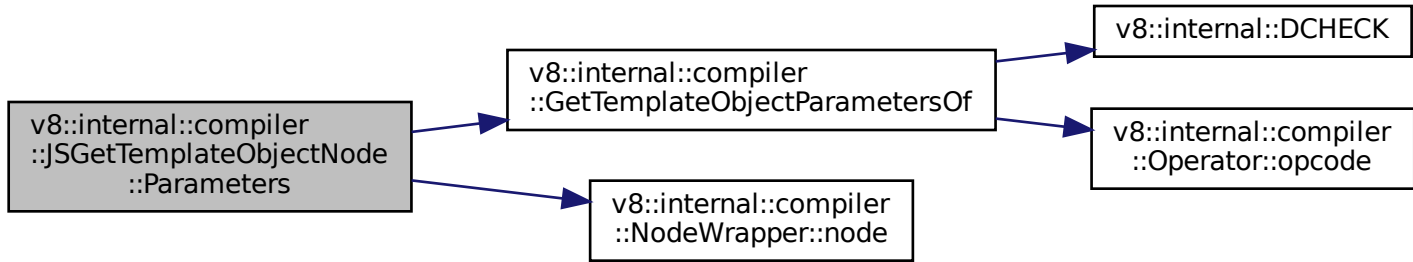 v8::internal::compiler
::JSGetTemplateObjectNode
::Parameters
v8::internal::compiler
::GetTemplateObjectParametersOf
v8::internal::DCHECK
v8::internal::compiler
::Operator::opcode
v8::internal::compiler
::NodeWrapper::node